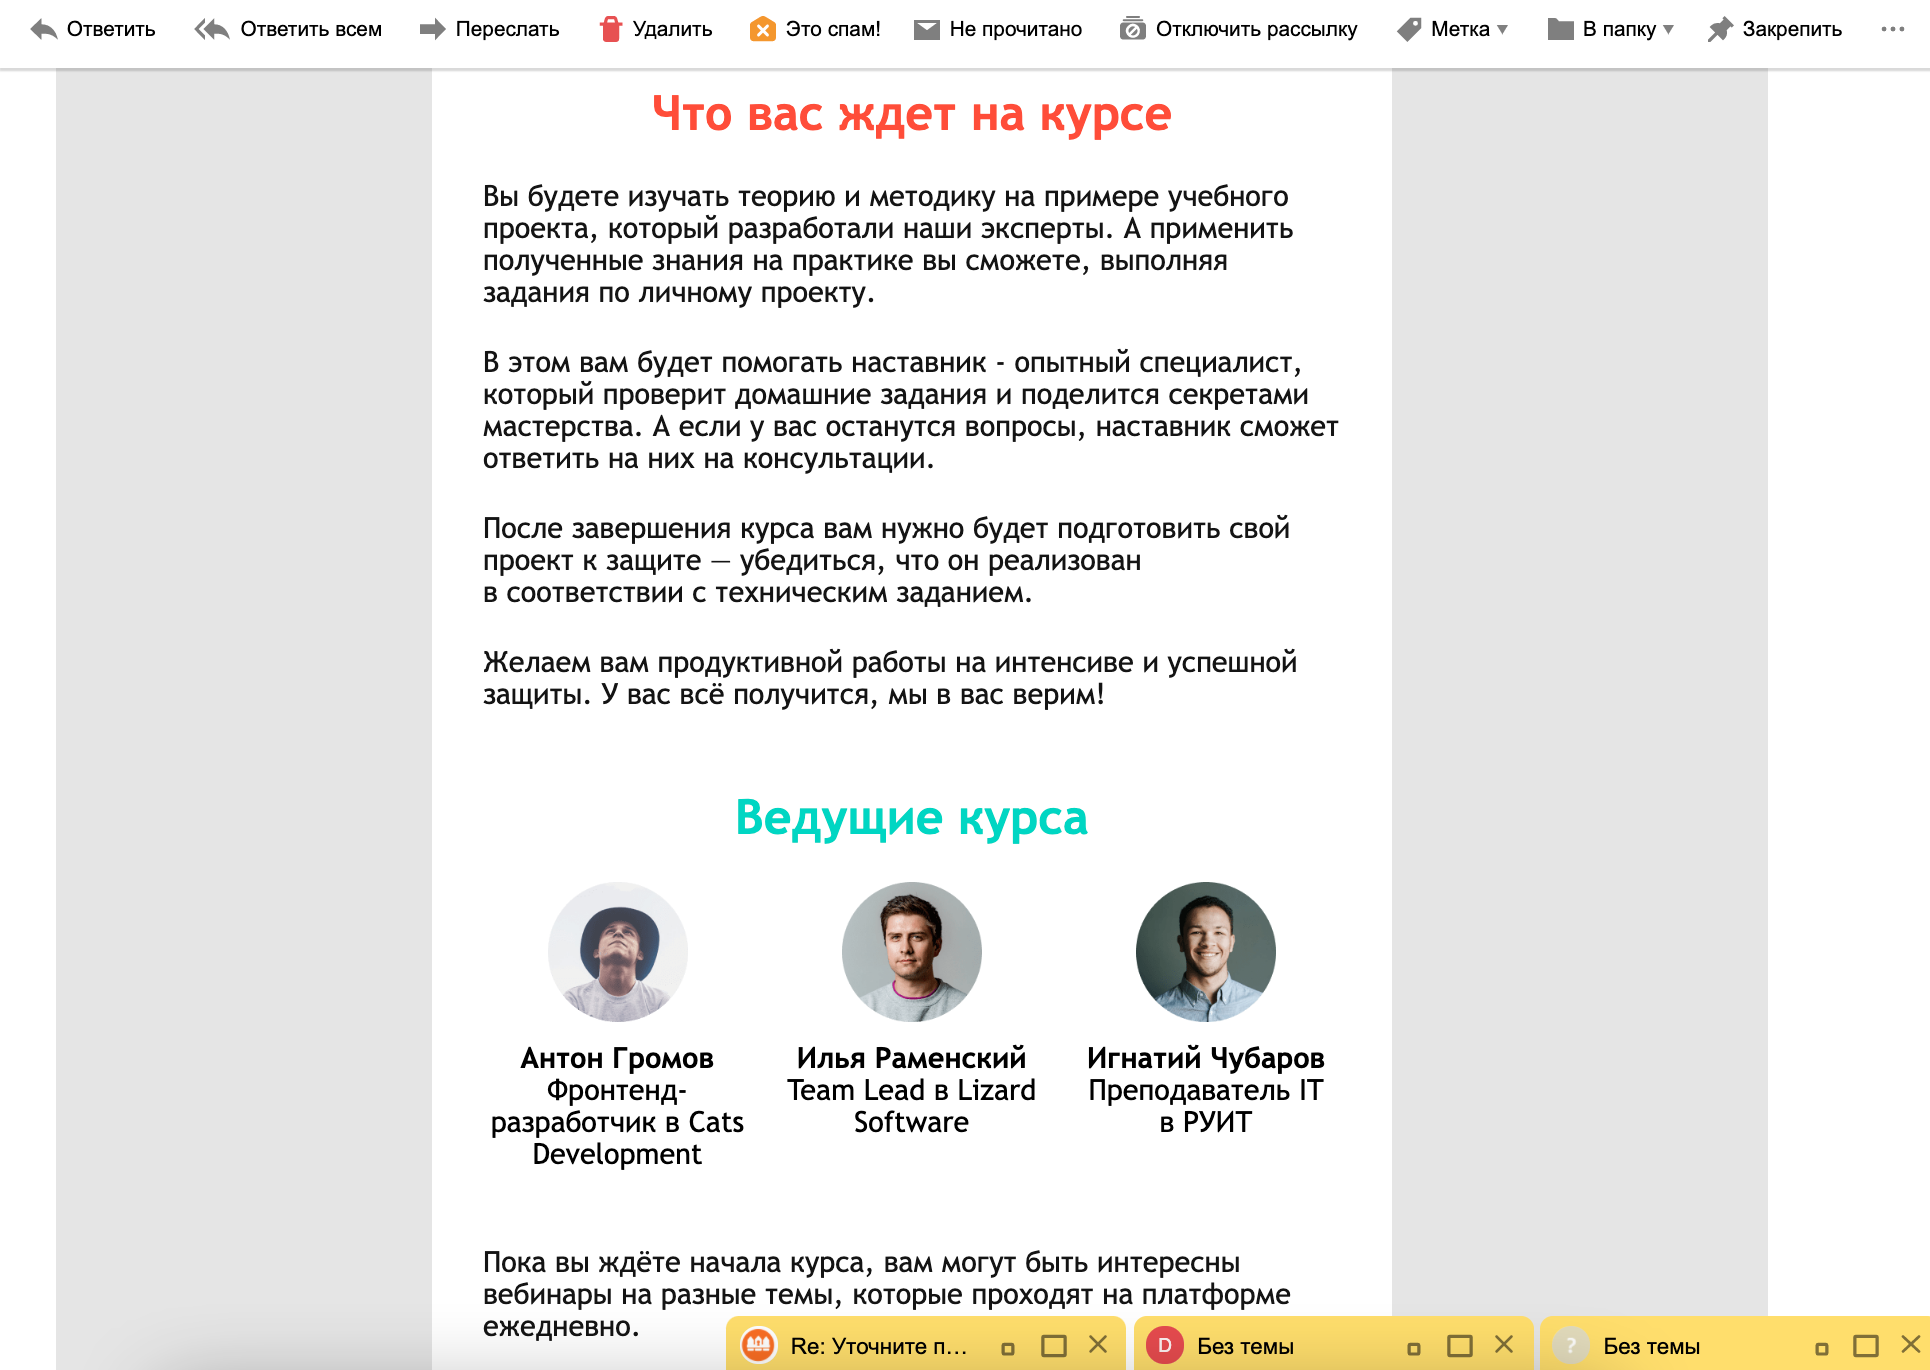 Ответить Ответить всем Переслать Удалить Это спам! Не прочитано Отключить рассылку Метка В папку Закрепить
Что вас ждет на курсе
Вы будете изучать теорию и методику на примере учебного
проекта, который разработали наши эксперты. А применить
полученные знания на практике вы сможете, выполняя
задания по личному проекту.
В этом вам будет помогать наставник - опытный специалист,
который проверит домашние задания и поделится секретами
мастерства. А если у вас останутся вопросы, наставник сможет
ответить на них на консультации.
После завершения курса вам нужно будет подготовить свой
проект к защите — убедиться, что он реализован
в соответствии с техническим заданием.
Желаем вам продуктивной работы на интенсиве и успешной
защиты. У вас всё получится, мы в вас верим!
Ведущие курса
Антон Громов
Фронтенд-
разработчик в Cats
Development
Илья Раменский
Team Lead в Lizard
Software
Игнатий Чубаров
Преподаватель IT
в РУИТ
Пока вы ждёте начала курса, вам могут быть интересны
вебинары на разные темы, которые проходят на платформе
ежедневно.
Re: Уточните п...
D Без темы
? Без темы